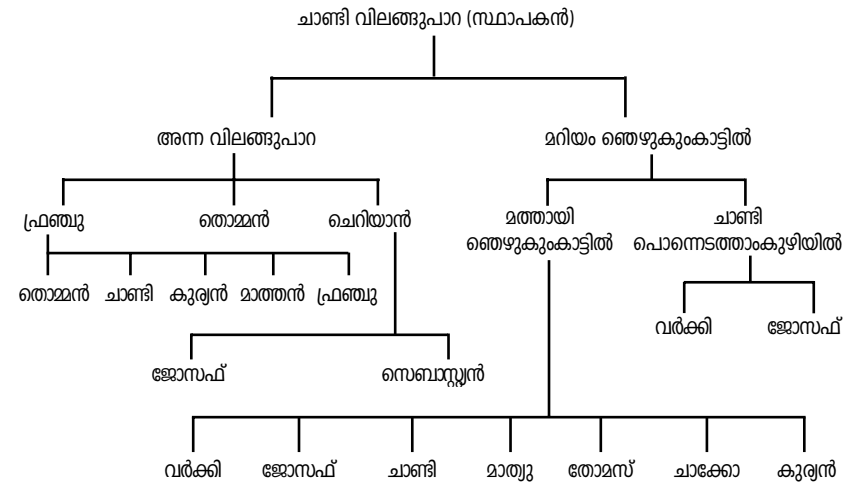 ചാണ്ടി വിലങ്ങുപാറ (സ്ഥാപകൻ)
അന്ന വിലങ്ങുപാറ മറിയം ഞെഴുകുംകാട്ടിൽ
ഫ്രഞ്ചു തൊമ്മൻ ചെറിയാൻ മത്തായി ചാണ്ടി
ഞെഴുകുംകാട്ടിൽ പൊന്നെടത്താംകുഴിയിൽ
തൊമ്മൻ ചാണ്ടി കുര്യൻ മാത്തൻ ഫ്രഞ്ചു
വർക്കി ജോസഫ്
ജോസഫ് സെബാസ്റ്റ്യൻ
വർക്കി ജോസഫ് ചാണ്ടി മാത്യു തോമസ് ചാക്കോ കുര്യൻ